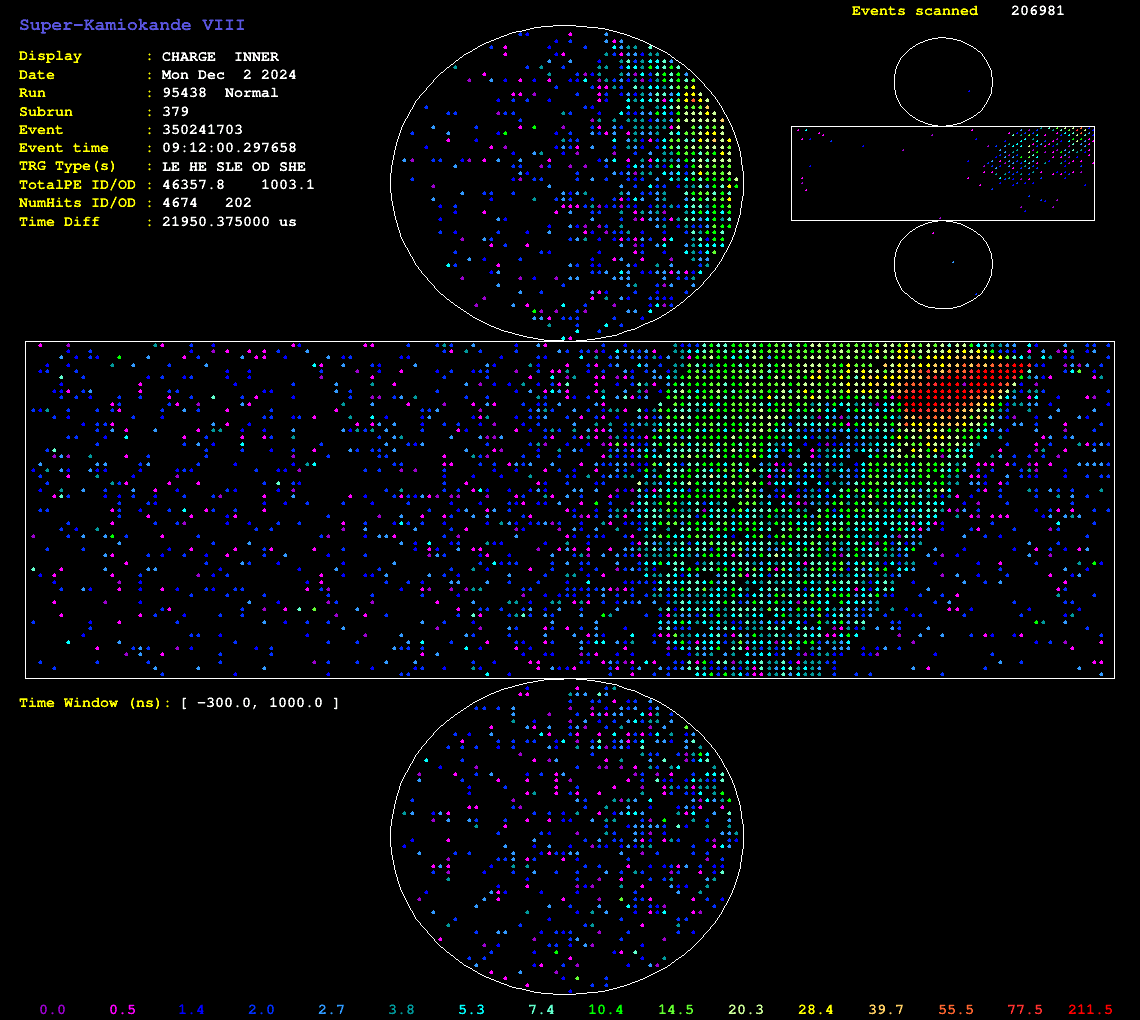 Super-Kamiokande VIII
Events scanned 206981
Display : CHARGE INNER
Date : Mon Dec 2 2024
Run : 95438 Normal
Subrun : 379
Event : 350241703
Event time : 09:12:00.297658
TRG Type(s) : LE HE SLE OD SHE
TotalPE ID/OD : 46357.8 1003.1
NumHits ID/OD : 4674 202
Time Diff : 21950.375000 us
Time Window (ns): [ -300.0, 1000.0 ]
0.0 0.5 1.4 2.0 2.7 3.8 5.3 7.4 10.4 14.5 20.3 28.4 39.7 55.5 77.5 211.5